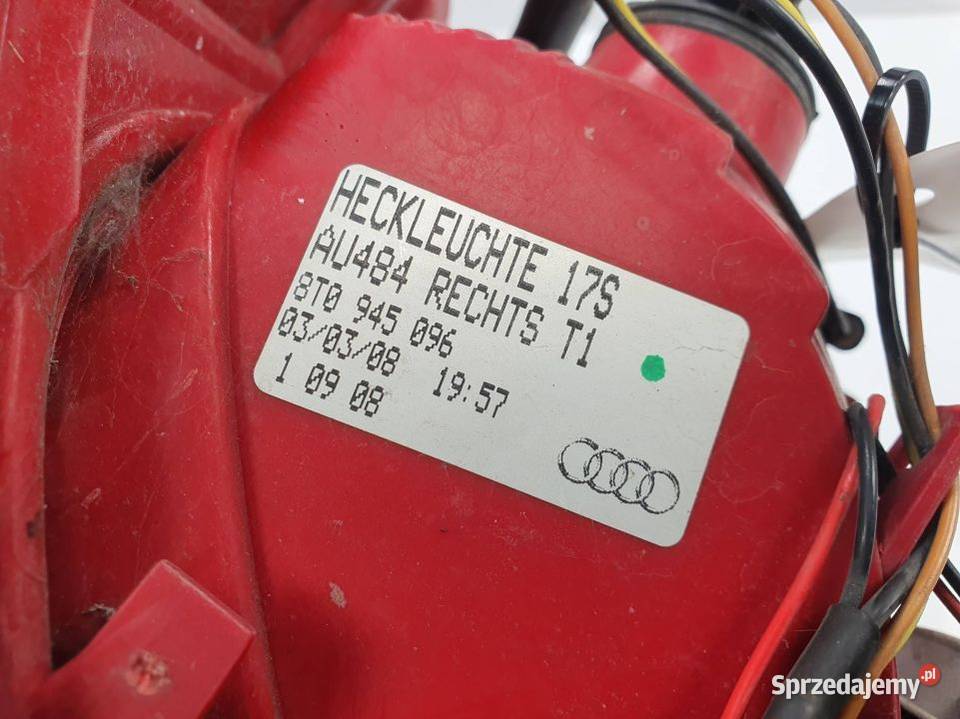 HECKLEUCHTE 17S
AU484 RECHTS T1
8T0 945 096
03/03/08 19:57
1 09 08
Sprzedajemy.pl